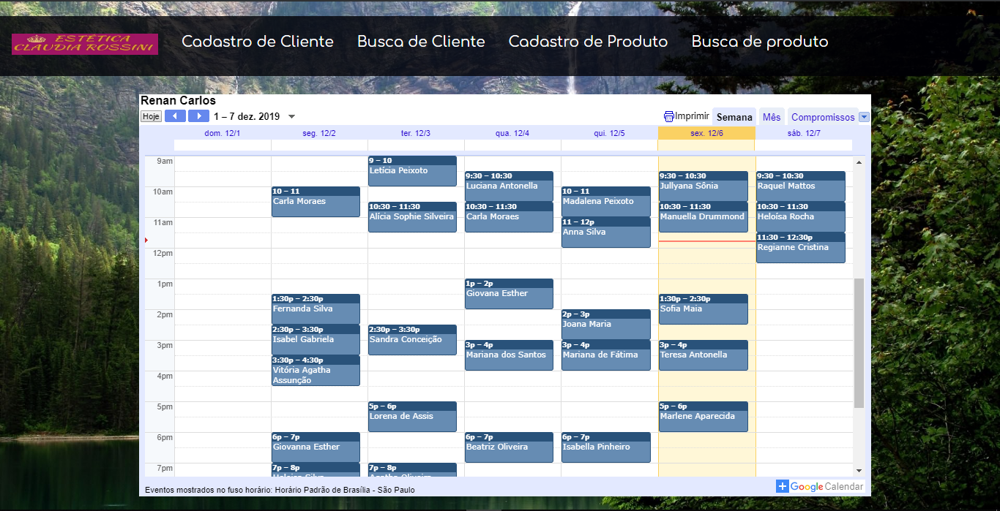 ESTÉTICA
CLAUDIA ROSSINI
Cadastro de Cliente
Busca de Cliente
Cadastro de Produto
Busca de produto
Renan Carlos
Hoje
1 – 7 dez. 2019
Imprimir
Semana
Mês
Compromissos
dom. 12/1
seg. 12/2
ter. 12/3
qua. 12/4
qui. 12/5
sex. 12/6
sáb. 12/7
9am
10am
11am
12pm
1pm
2pm
3pm
4pm
5pm
6pm
7pm
10 – 11
Carla Moraes
1:30p – 2:30p
Fernanda Silva
2:30p – 3:30p
Isabel Gabriela
3:30p – 4:30p
Vitória Agatha
Assunção
6p – 7p
Giovanna Esther
7p – 8p
9 – 10
Letícia Peixoto
10:30 – 11:30
Alícia Sophie Silveira
2:30p – 3:30p
Sandra Conceição
5p – 6p
Lorena de Assis
7p – 8p
9:30 – 10:30
Luciana Antonella
10:30 – 11:30
Carla Moraes
1p – 2p
Giovana Esther
3p – 4p
Mariana dos Santos
6p – 7p
Beatriz Oliveira
10 – 11
Madalena Peixoto
11 – 12p
Anna Silva
2p – 3p
Joana Maria
3p – 4p
Mariana de Fátima
6p – 7p
Isabella Pinheiro
9:30 – 10:30
Jullyana Sônia
10:30 – 11:30
Manuella Drummond
1:30p – 2:30p
Sofia Maia
3p – 4p
Teresa Antonella
5p – 6p
Marlene Aparecida
9:30 – 10:30
Raquel Mattos
10:30 – 11:30
Heloísa Rocha
11:30 – 12:30p
Regianne Cristina
Eventos mostrados no fuso horário: Horário Padrão de Brasília - São Paulo
Google Calendar